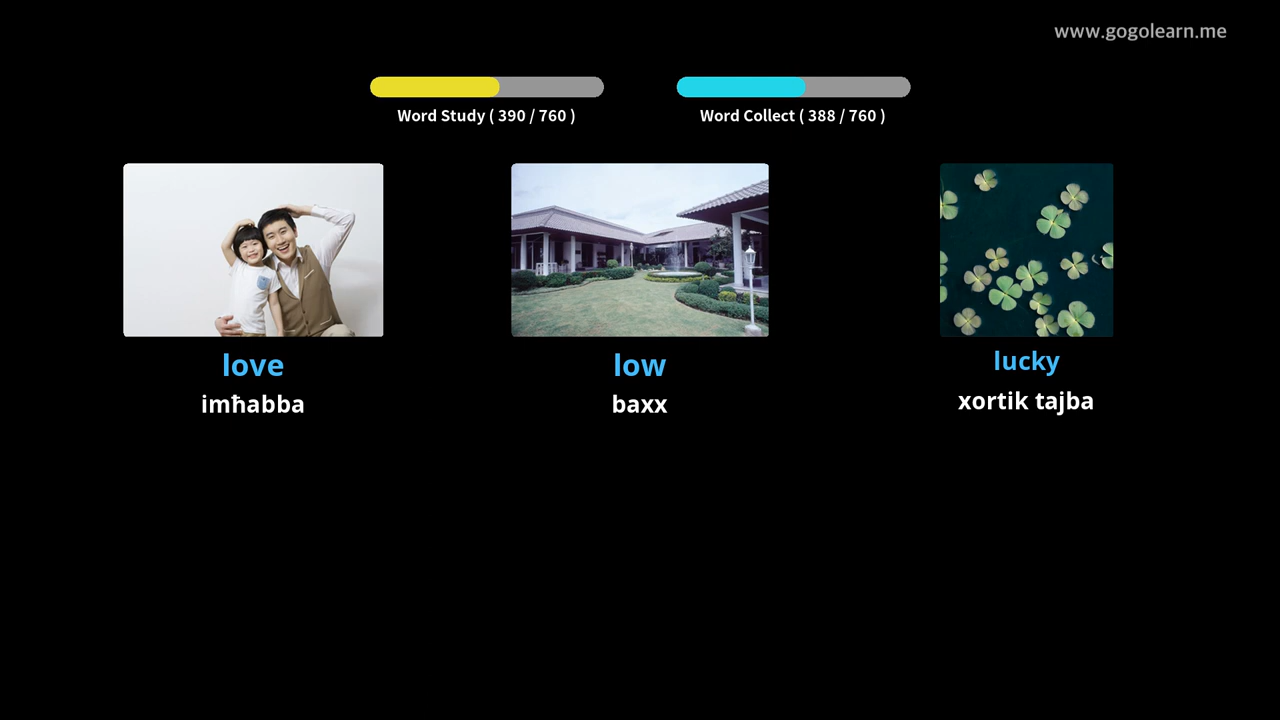 www.gogolearn.me
Word Study ( 390 / 760 )
Word Collect ( 388 / 760 )
love
imħabba
low
baxx
lucky
xortik tajba